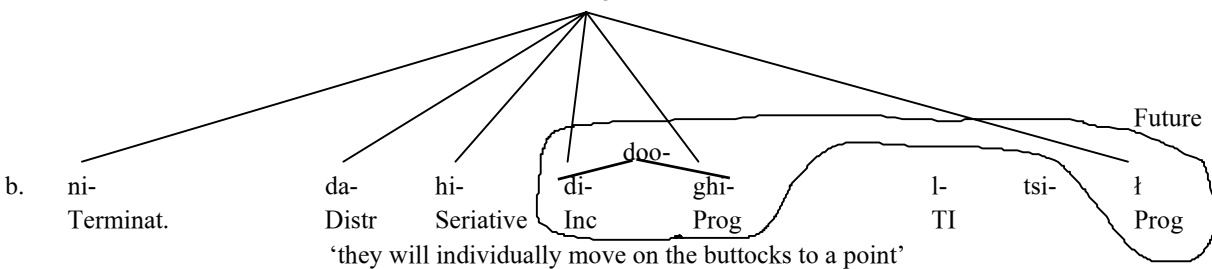 Future
doo-
b. ni- da- hi- di- ghi- l- tsi- ł
Terminat. Distr Seriative Inc Prog TI Prog
‘they will individually move on the buttocks to a point’